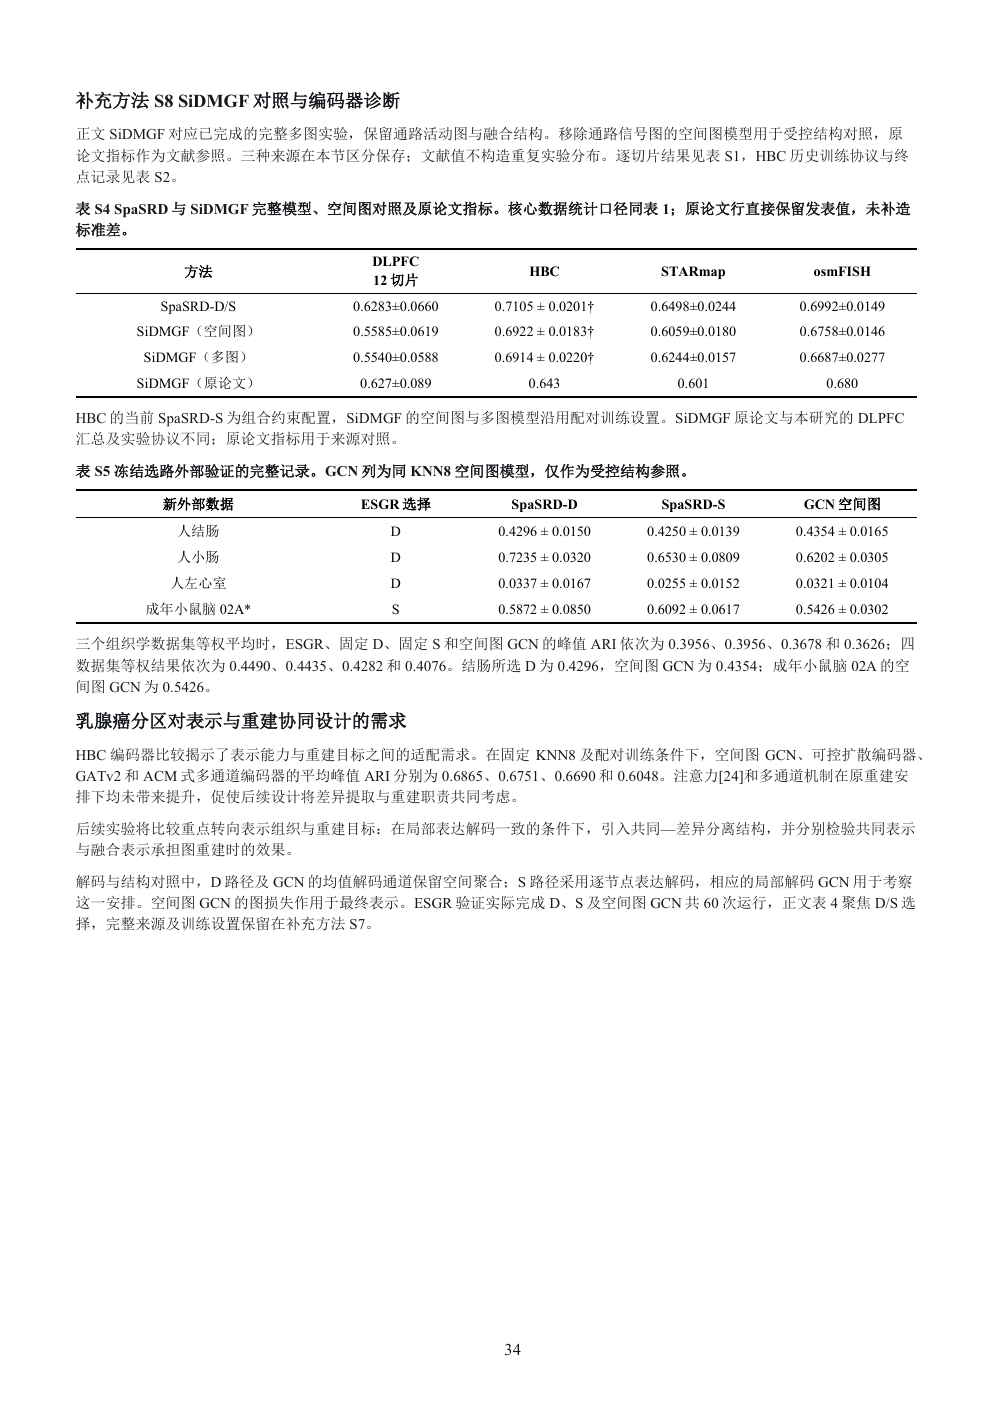 补充方法 S8 SiDMGF 对照与编码器诊断
正文 SiDMGF 对应已完成的完整多图实验，保留通路活动图与融合结构。移除通路信号图的空间图模型用于受控结构对照，原
论文指标作为文献参照。三种来源在本节区分保存；文献值不构造重复实验分布。逐切片结果见表 S1，HBC 历史训练协议与终
点记录见表 S2。
表 S4 SpaSRD 与 SiDMGF 完整模型、空间图对照及原论文指标。核心数据统计口径同表 1；原论文行直接保留发表值，未补造
标准差。
方法 DLPFC 12 切片 HBC STARmap osmFISH
SpaSRD-D/S 0.6283±0.0660 0.7105 ± 0.0201† 0.6498±0.0244 0.6992±0.0149
SiDMGF（空间图） 0.5585±0.0619 0.6922 ± 0.0183† 0.6059±0.0180 0.6758±0.0146
SiDMGF（多图） 0.5540±0.0588 0.6914 ± 0.0220† 0.6244±0.0157 0.6687±0.0277
SiDMGF（原论文） 0.627±0.089 0.643 0.601 0.680
HBC 的当前 SpaSRD-S 为组合约束配置，SiDMGF 的空间图与多图模型沿用配对训练设置。SiDMGF 原论文与本研究的 DLPFC
汇总及实验协议不同；原论文指标用于来源对照。
表 S5 冻结选路外部验证的完整记录。GCN 列为同 KNN8 空间图模型，仅作为受控结构参照。
新外部数据 ESGR 选择 SpaSRD-D SpaSRD-S GCN 空间图
人结肠 D 0.4296 ± 0.0150 0.4250 ± 0.0139 0.4354 ± 0.0165
人小肠 D 0.7235 ± 0.0320 0.6530 ± 0.0809 0.6202 ± 0.0305
人左心室 D 0.0337 ± 0.0167 0.0255 ± 0.0152 0.0321 ± 0.0104
成年小鼠脑 02A* S 0.5872 ± 0.0850 0.6092 ± 0.0617 0.5426 ± 0.0302
三个组织学数据集等权平均时，ESGR、固定 D、固定 S 和空间图 GCN 的峰值 ARI 依次为 0.3956、0.3956、0.3678 和 0.3626；四
数据集等权结果依次为 0.4490、0.4435、0.4282 和 0.4076。结肠所选 D 为 0.4296，空间图 GCN 为 0.4354；成年小鼠脑 02A 的空
间图 GCN 为 0.5426。
乳腺癌分区对表示与重建协同设计的需求
HBC 编码器比较揭示了表示能力与重建目标之间的适配需求。在固定 KNN8 及配对训练条件下，空间图 GCN、可控扩散编码器、
GATv2 和 ACM 式多通道编码器的平均峰值 ARI 分别为 0.6865、0.6751、0.6690 和 0.6048。注意力[24]和多通道机制在原重建安
排下均未带来提升，促使后续设计将差异提取与重建职责共同考虑。
后续实验将比较重点转向表示组织与重建目标：在局部表达解码一致的条件下，引入共同—差异分离结构，并分别检验共同表示
与融合表示承担图重建时的效果。
解码与结构对照中，D 路径及 GCN 的均值解码通道保留空间聚合；S 路径采用逐节点表达解码，相应的局部解码 GCN 用于考察
这一安排。空间图 GCN 的图损失作用于最终表示。ESGR 验证实际完成 D、S 及空间图 GCN 共 60 次运行，正文表 4 聚焦 D/S 选
择，完整来源及训练设置保留在补充方法 S7。
34